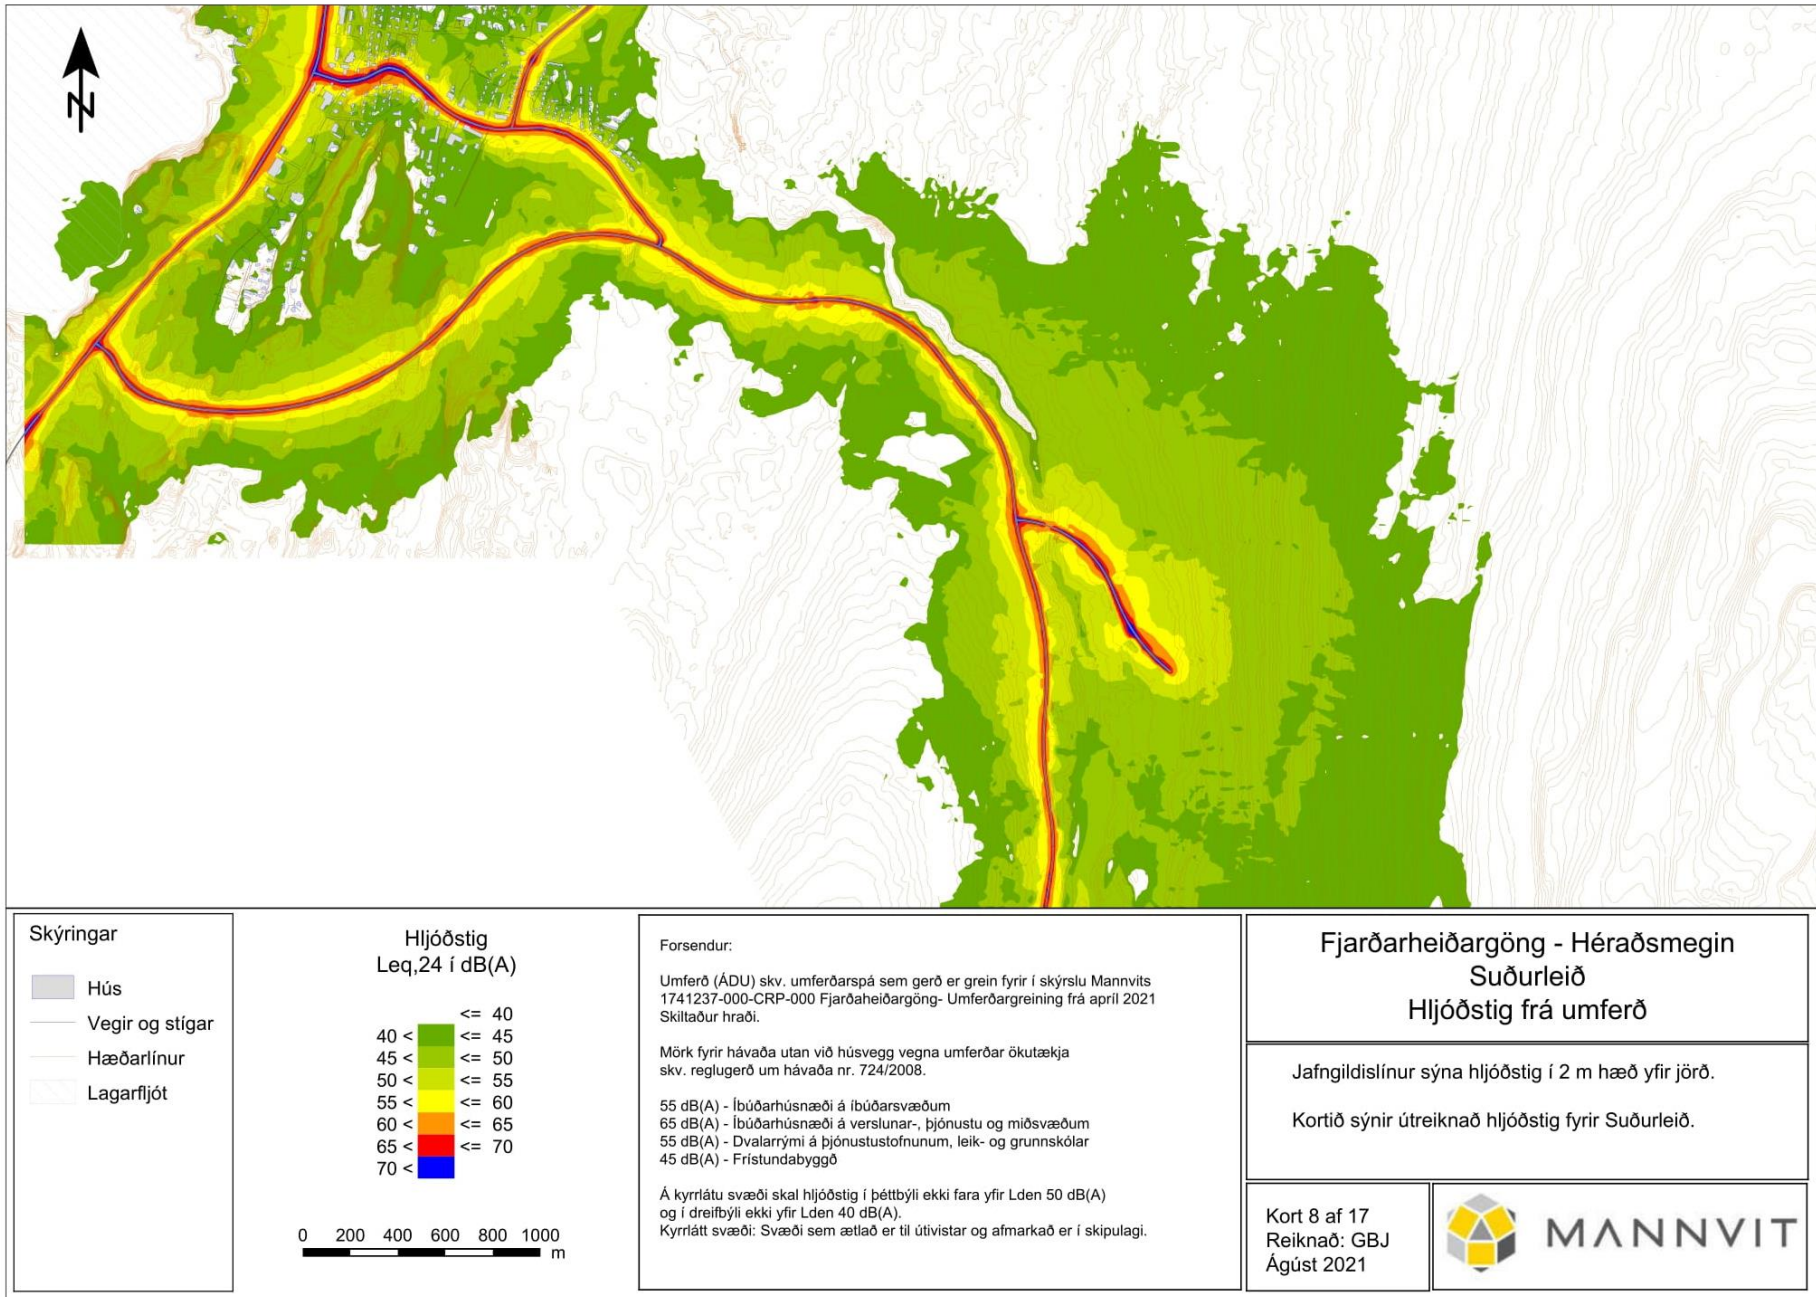 N
Skýringar
Hús
Vegir og stígar
Hæðarlínur
Lagarfljót
Hljóðstig
Leq,24 í dB(A)
<= 40
40 < <= 45
45 < <= 50
50 < <= 55
55 < <= 60
60 < <= 65
65 < <= 70
70 <
0 200 400 600 800 1000
m
Forsendur:
Umferð (ÁDU) skv. umferðarspá sem gerð er grein fyrir í skýrslu Mannvits
1741237-000-CRP-000 Fjarðaheiðargöng- Umferðargreining frá apríl 2021
Skiltaður hraði.
Mörk fyrir hávaða utan við húsvegg vegna umferðar ökutækja
skv. reglugerð um hávaða nr. 724/2008.
55 dB(A) - Íbúðarhúsnæði á íbúðarsvæðum
65 dB(A) - Íbúðarhúsnæði á verslunar-, þjónustu og miðsvæðum
55 dB(A) - Dvalarrými á þjónustustofnunum, leik- og grunnskólar
45 dB(A) - Frístundabyggð
Á kyrrlátu svæði skal hljóðstig í þéttbýli ekki fara yfir Lden 50 dB(A)
og í dreifbýli ekki yfir Lden 40 dB(A).
Kyrrlátt svæði: Svæði sem ætlað er til útivistar og afmarkað er í skipulagi.
Fjarðarheiðargöng - Héraðsmegin
Suðurleið
Hljóðstig frá umferð
Jafngildislínur sýna hljóðstig í 2 m hæð yfir jörð.
Kortið sýnir útreiknað hljóðstig fyrir Suðurleið.
Kort 8 af 17
Reiknað: GBJ
Ágúst 2021
MANNVIT